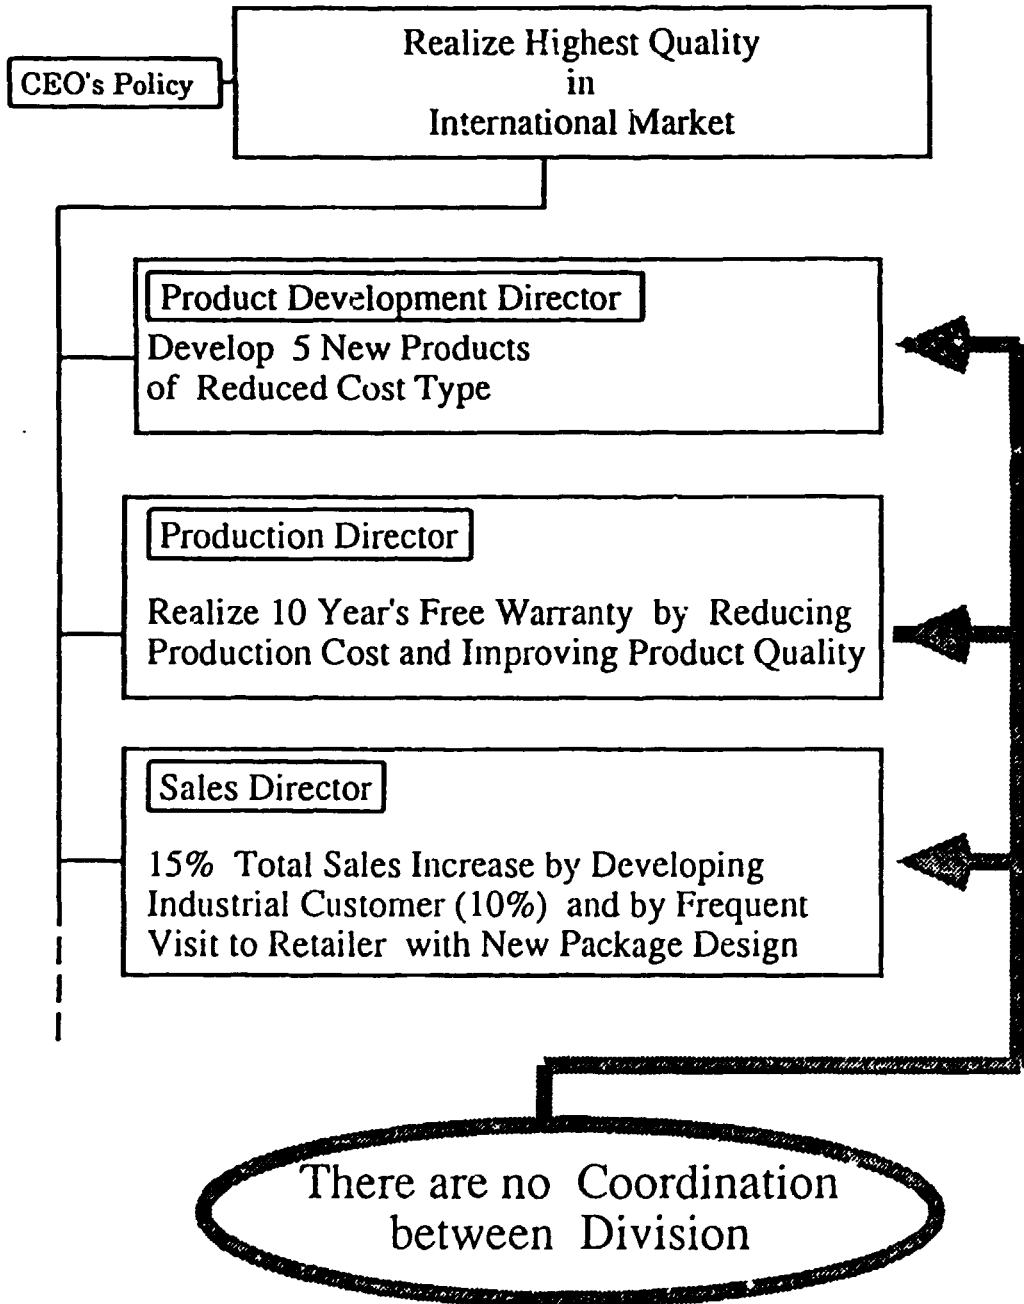 Realize Highest Quality
in
International Market
CEO's Policy
Product Development Director
Develop 5 New Products
of Reduced Cost Type
Production Director
Realize 10 Year's Free Warranty by Reducing
Production Cost and Improving Product Quality
Sales Director
15% Total Sales Increase by Developing
Industrial Customer (10%) and by Frequent
Visit to Retailer with New Package Design
There are no Coordination
between Division